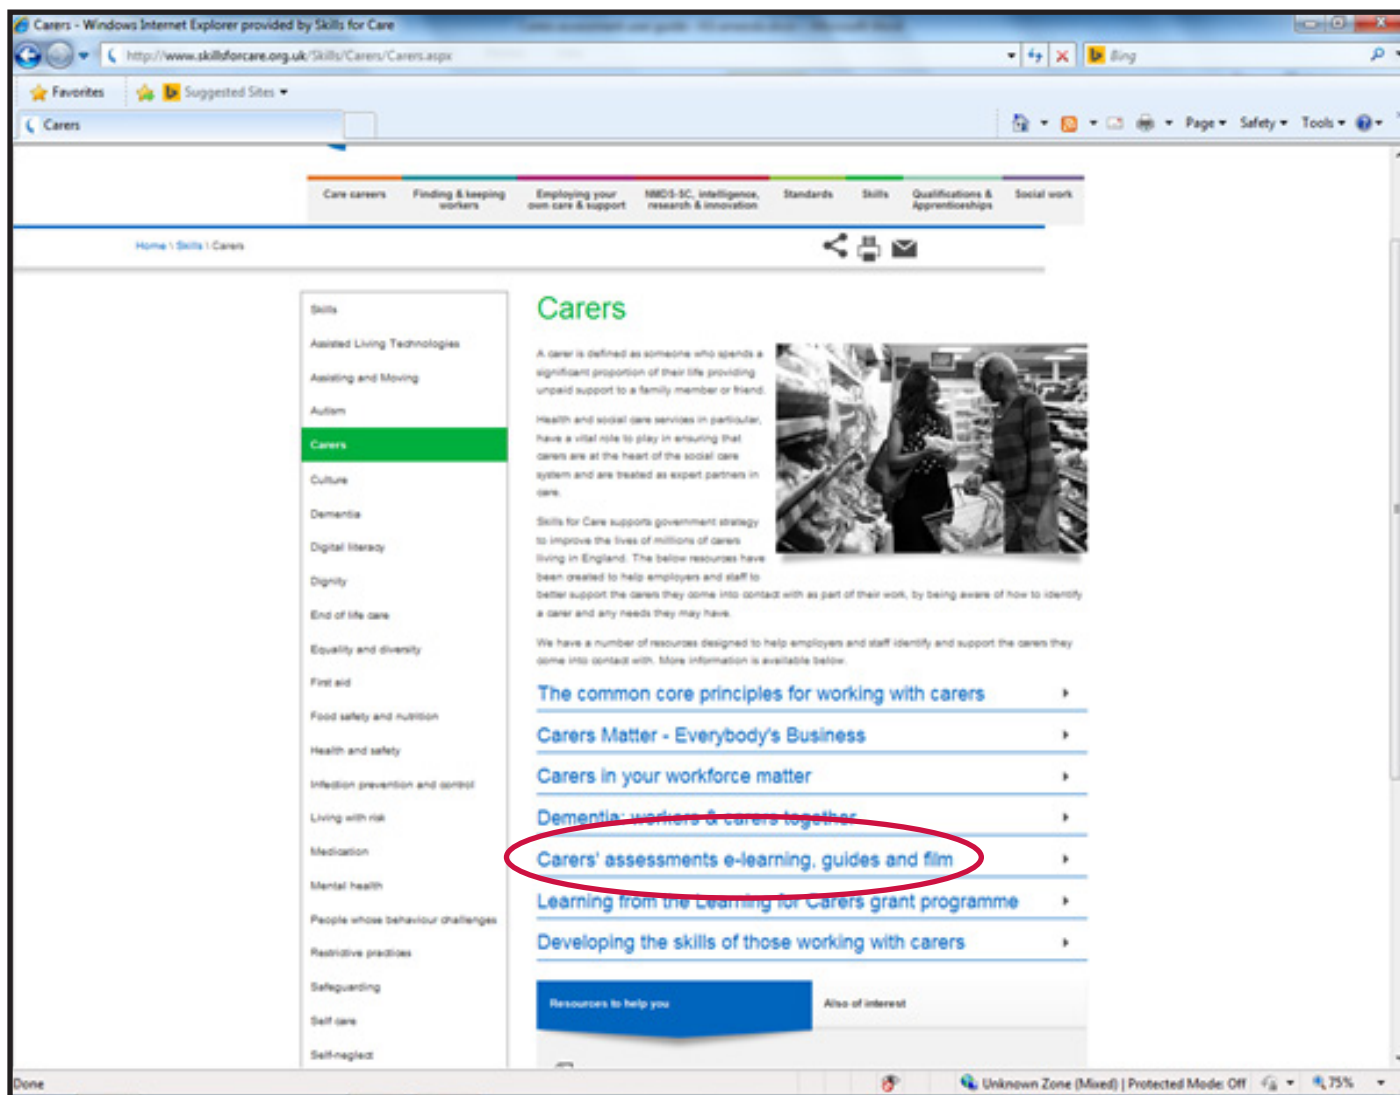 Carers - Windows Internet Explorer provided by Skills for Care
http://www.skillsforcare.org.uk/Skills/Carers/Carers.aspx
Bing
Favorites
Suggested Sites
Carers
Page
Safety
Tools
Care careers
Finding & keeping
workers
Employing your
own care & support
NMDS-SC, intelligence,
research & innovation
Standards
Skills
Qualifications &
Apprenticeships
Social work
Home \ Skills \ Carers
Skills
Assisted Living Technologies
Assisting and Moving
Autism
Carers
Culture
Dementia
Digital literacy
Dignity
End of life care
Equality and diversity
First aid
Food safety and nutrition
Health and safety
Infection prevention and control
Living with risk
Medication
Mental health
People whose behaviour challenges
Restrictive practices
Safeguarding
Self care
Self-neglect
Carers
A carer is defined as someone who spends a
significant proportion of their life providing
unpaid support to a family member or friend.
Health and social care services in particular,
have a vital role to play in ensuring that
carers are at the heart of the social care
system and are treated as expert partners in
care.
Skills for Care supports government strategy
to improve the lives of millions of carers
living in England. The below resources have
been created to help employers and staff to
better support the carers they come into contact with as part of their work, by being aware of how to identify
a carer and any needs they may have.
We have a number of resources designed to help employers and staff identify and support the carers they
come into contact with. More information is available below.
The common core principles for working with carers
Carers Matter - Everybody's Business
Carers in your workforce matter
Dementia: workers & carers together
Carers' assessments e-learning, guides and film
Learning from the Learning for Carers grant programme
Developing the skills of those working with carers
Resources to help you
Also of interest
Done
Unknown Zone (Mixed) | Protected Mode: Off
75%